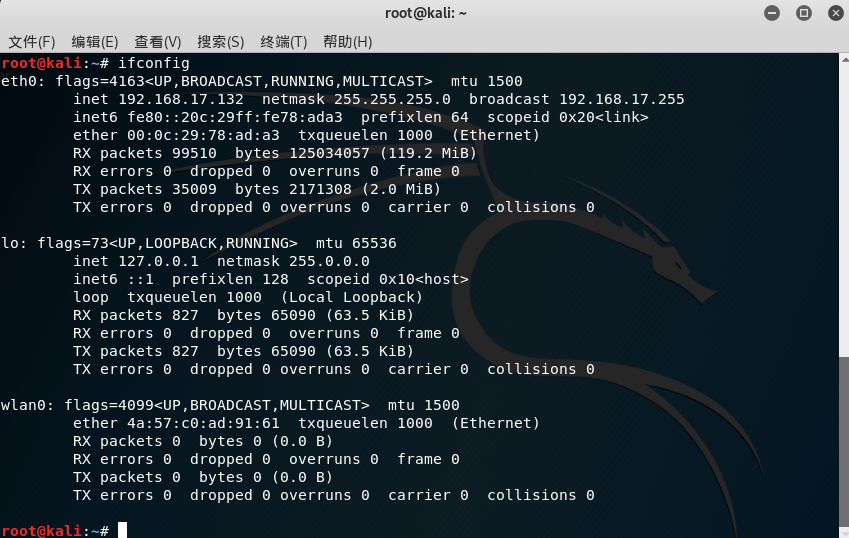 root@kali: ~
文件(F) 编辑(E) 查看(V) 搜索(S) 终端(T) 帮助(H)
root@kali:~# ifconfig
eth0: flags=4163<UP,BROADCAST,RUNNING,MULTICAST>  mtu 1500
        inet 192.168.17.132  netmask 255.255.255.0  broadcast 192.168.17.255
        inet6 fe80::20c:29ff:fe78:ada3  prefixlen 64  scopeid 0x20<link>
        ether 00:0c:29:78:ad:a3  txqueuelen 1000  (Ethernet)
        RX packets 99510  bytes 125034057 (119.2 MiB)
        RX errors 0  dropped 0  overruns 0  frame 0
        TX packets 35009  bytes 2171308 (2.0 MiB)
        TX errors 0  dropped 0 overruns 0  carrier 0  collisions 0
lo: flags=73<UP,LOOPBACK,RUNNING>  mtu 65536
        inet 127.0.0.1  netmask 255.0.0.0
        inet6 ::1  prefixlen 128  scopeid 0x10<host>
        loop  txqueuelen 1000  (Local Loopback)
        RX packets 827  bytes 65090 (63.5 KiB)
        RX errors 0  dropped 0  overruns 0  frame 0
        TX packets 827  bytes 65090 (63.5 KiB)
        TX errors 0  dropped 0 overruns 0  carrier 0  collisions 0
wlan0: flags=4099<UP,BROADCAST,MULTICAST>  mtu 1500
        ether 4a:57:c0:ad:91:61  txqueuelen 1000  (Ethernet)
        RX packets 0  bytes 0 (0.0 B)
        RX errors 0  dropped 0  overruns 0  frame 0
        TX packets 0  bytes 0 (0.0 B)
        TX errors 0  dropped 0 overruns 0  carrier 0  collisions 0
root@kali:~#